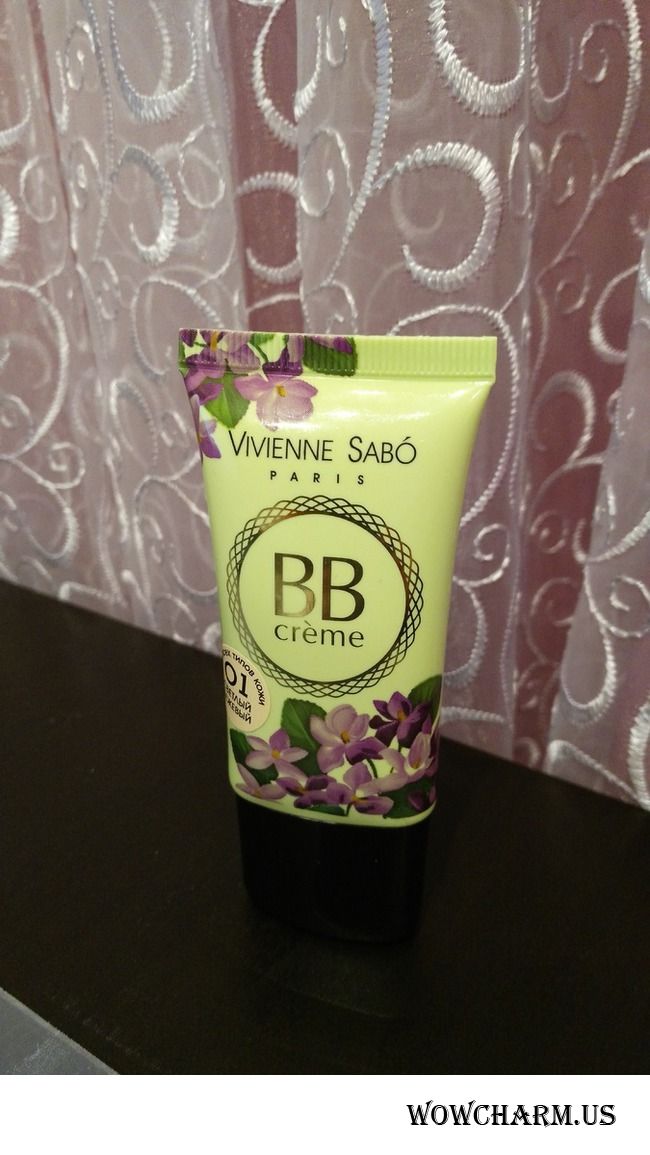 VIVIENNE SABÓ
PARIS
BB
crème
ТИПОВ КОЖИ
01
WOWCHARM.US